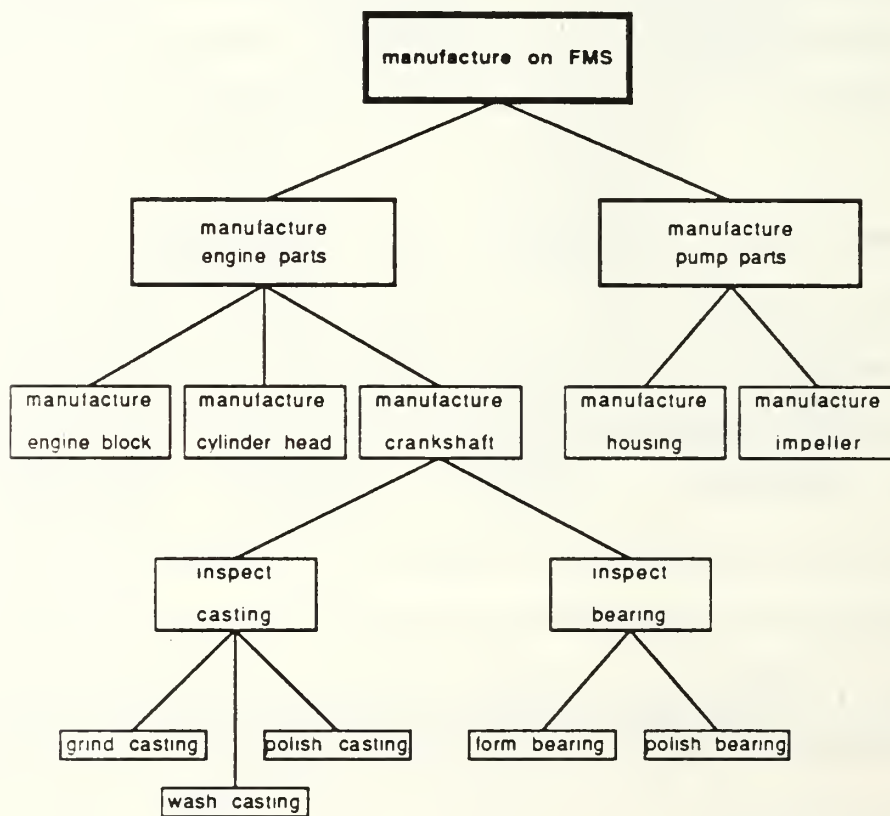 manufacture on FMS
manufacture
engine parts
manufacture
pump parts
manufacture
engine block
manufacture
cylinder head
manufacture
crankshaft
manufacture
housing
manufacture
impeller
inspect
casting
inspect
bearing
grind casting
polish casting
form bearing
polish bearing
wash casting